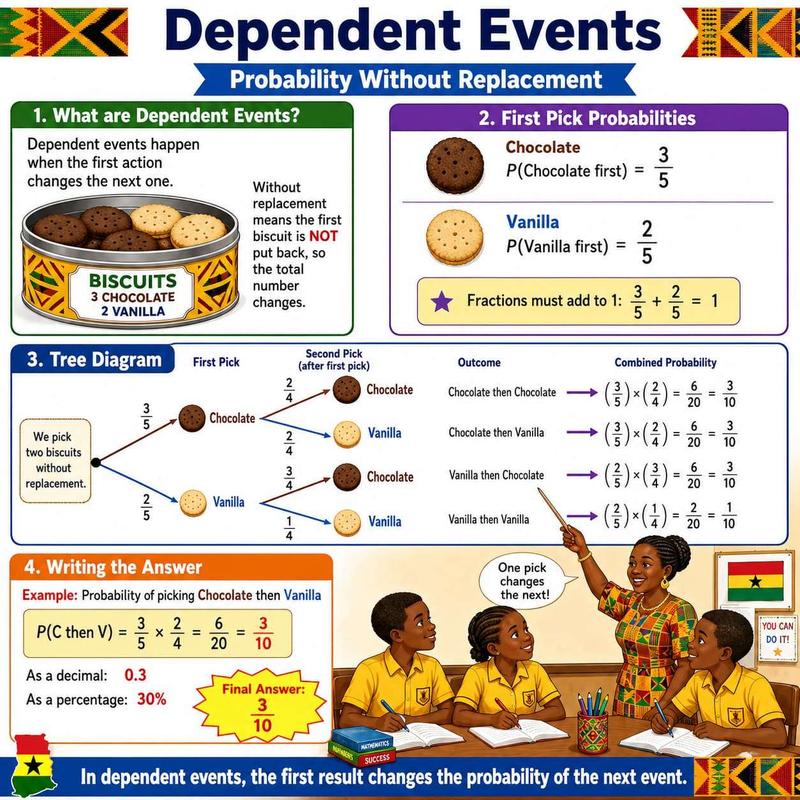 Dependent Events
Probability Without Replacement
1. What are Dependent Events?
Dependent events happen
when the first action
changes the next one.
Without
replacement
means the first
biscuit is NOT
put back, so
the total
number
changes.
BISCUITS
3 CHOCOLATE
2 VANILLA
2. First Pick Probabilities
Chocolate
P(Chocolate first) = 3/5
Vanilla
P(Vanilla first) = 2/5
Fractions must add to 1: 3/5 + 2/5 = 1
3. Tree Diagram
First Pick
Second Pick
(after first pick)
Outcome
Combined Probability
We pick
two biscuits
without
replacement.
3/5
Chocolate
2/5
Vanilla
2/4
Chocolate
2/4
Vanilla
3/4
Chocolate
1/4
Vanilla
Chocolate then Chocolate (3/5) × (2/4) = 6/20 = 3/10
Chocolate then Vanilla (3/5) × (2/4) = 6/20 = 3/10
Vanilla then Chocolate (2/5) × (3/4) = 6/20 = 3/10
Vanilla then Vanilla (2/5) × (1/4) = 2/20 = 1/10
4. Writing the Answer
Example: Probability of picking Chocolate then Vanilla
P(C then V) = 3/5 × 2/4 = 6/20 = 3/10
As a decimal: 0.3
As a percentage: 30%
Final Answer:
3/10
One pick
changes
the next!
YOU CAN
DO IT!
MATHEMATICS
NUMBERS
SUCCESS
In dependent events, the first result changes the probability of the next event.